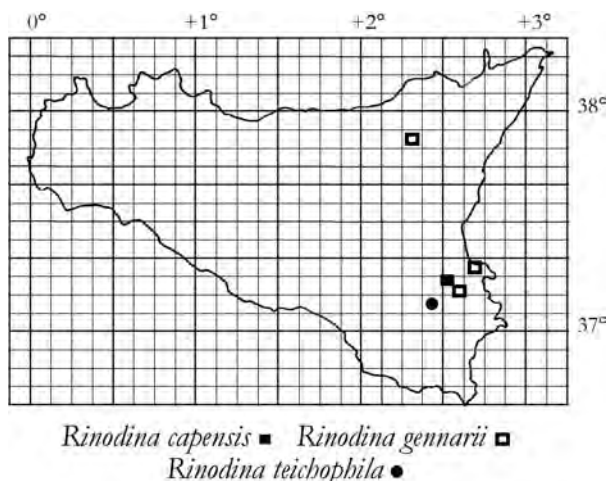 0° +1° +2° +3°
38°
37°
Rinodina capensis ■ Rinodina gennarii □
Rinodina teichophila ●